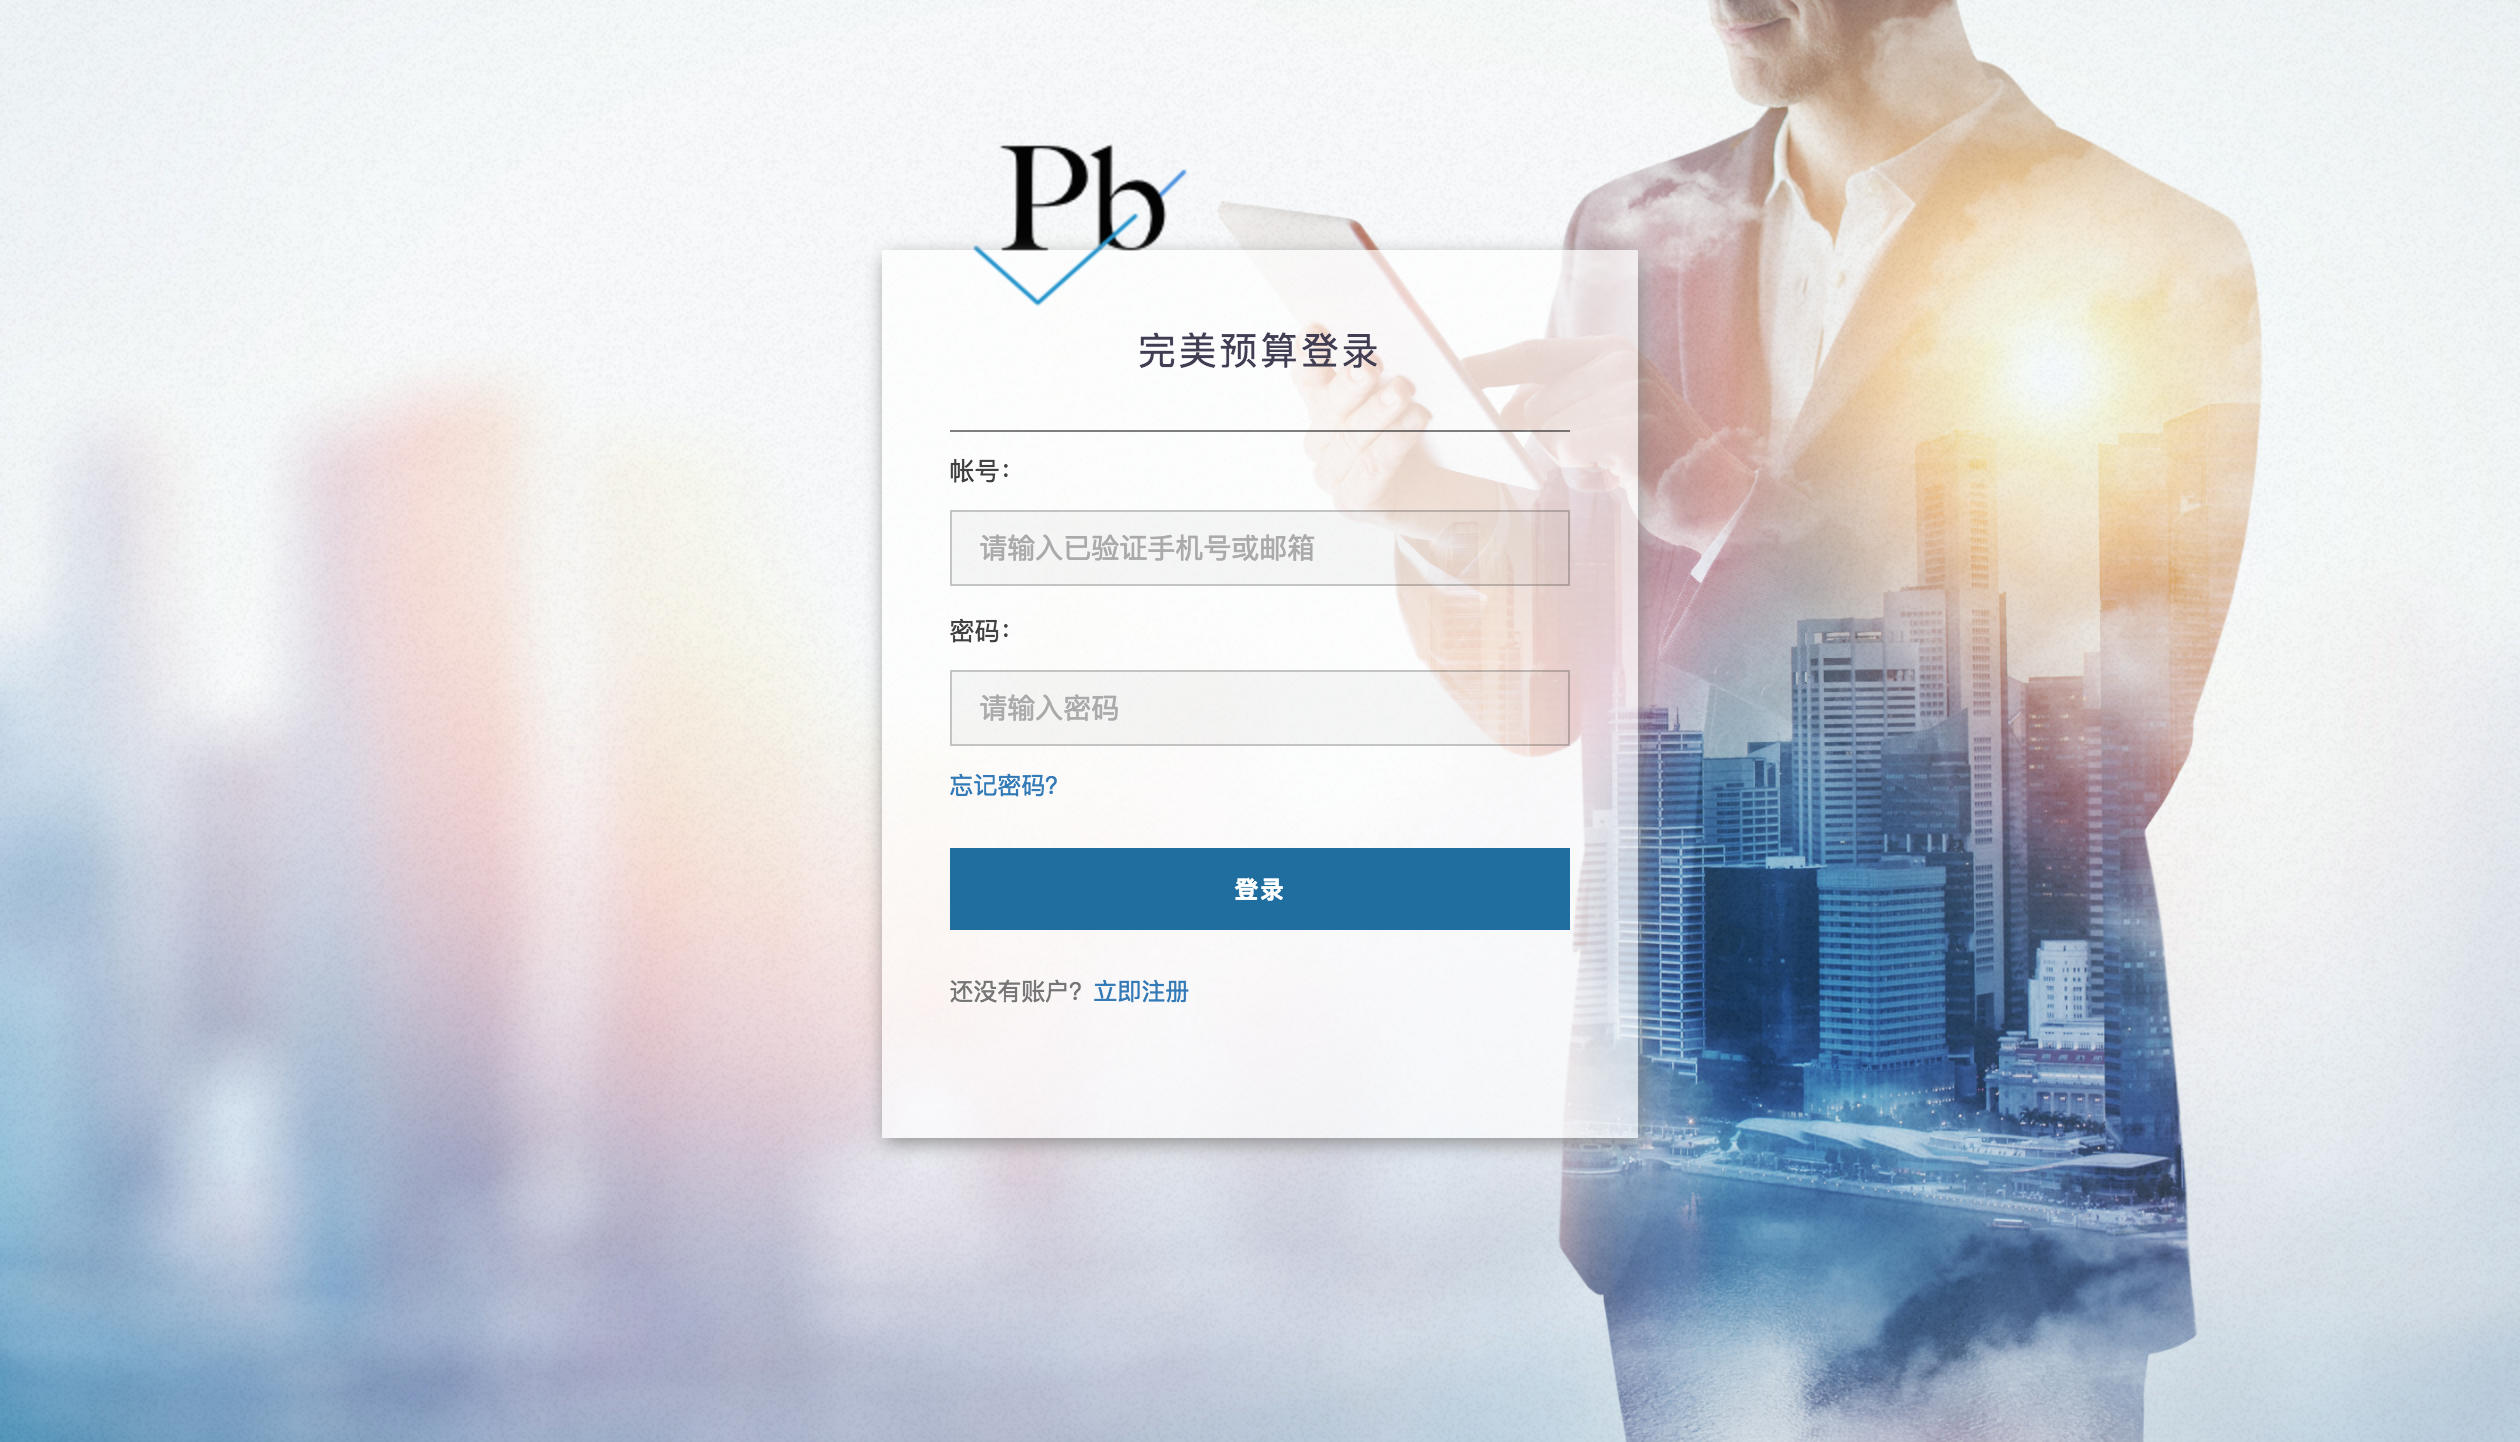 Pb
完美预算登录
帐号：
请输入已验证手机号或邮箱
密码：
请输入密码
忘记密码?
登录
还没有账户？立即注册